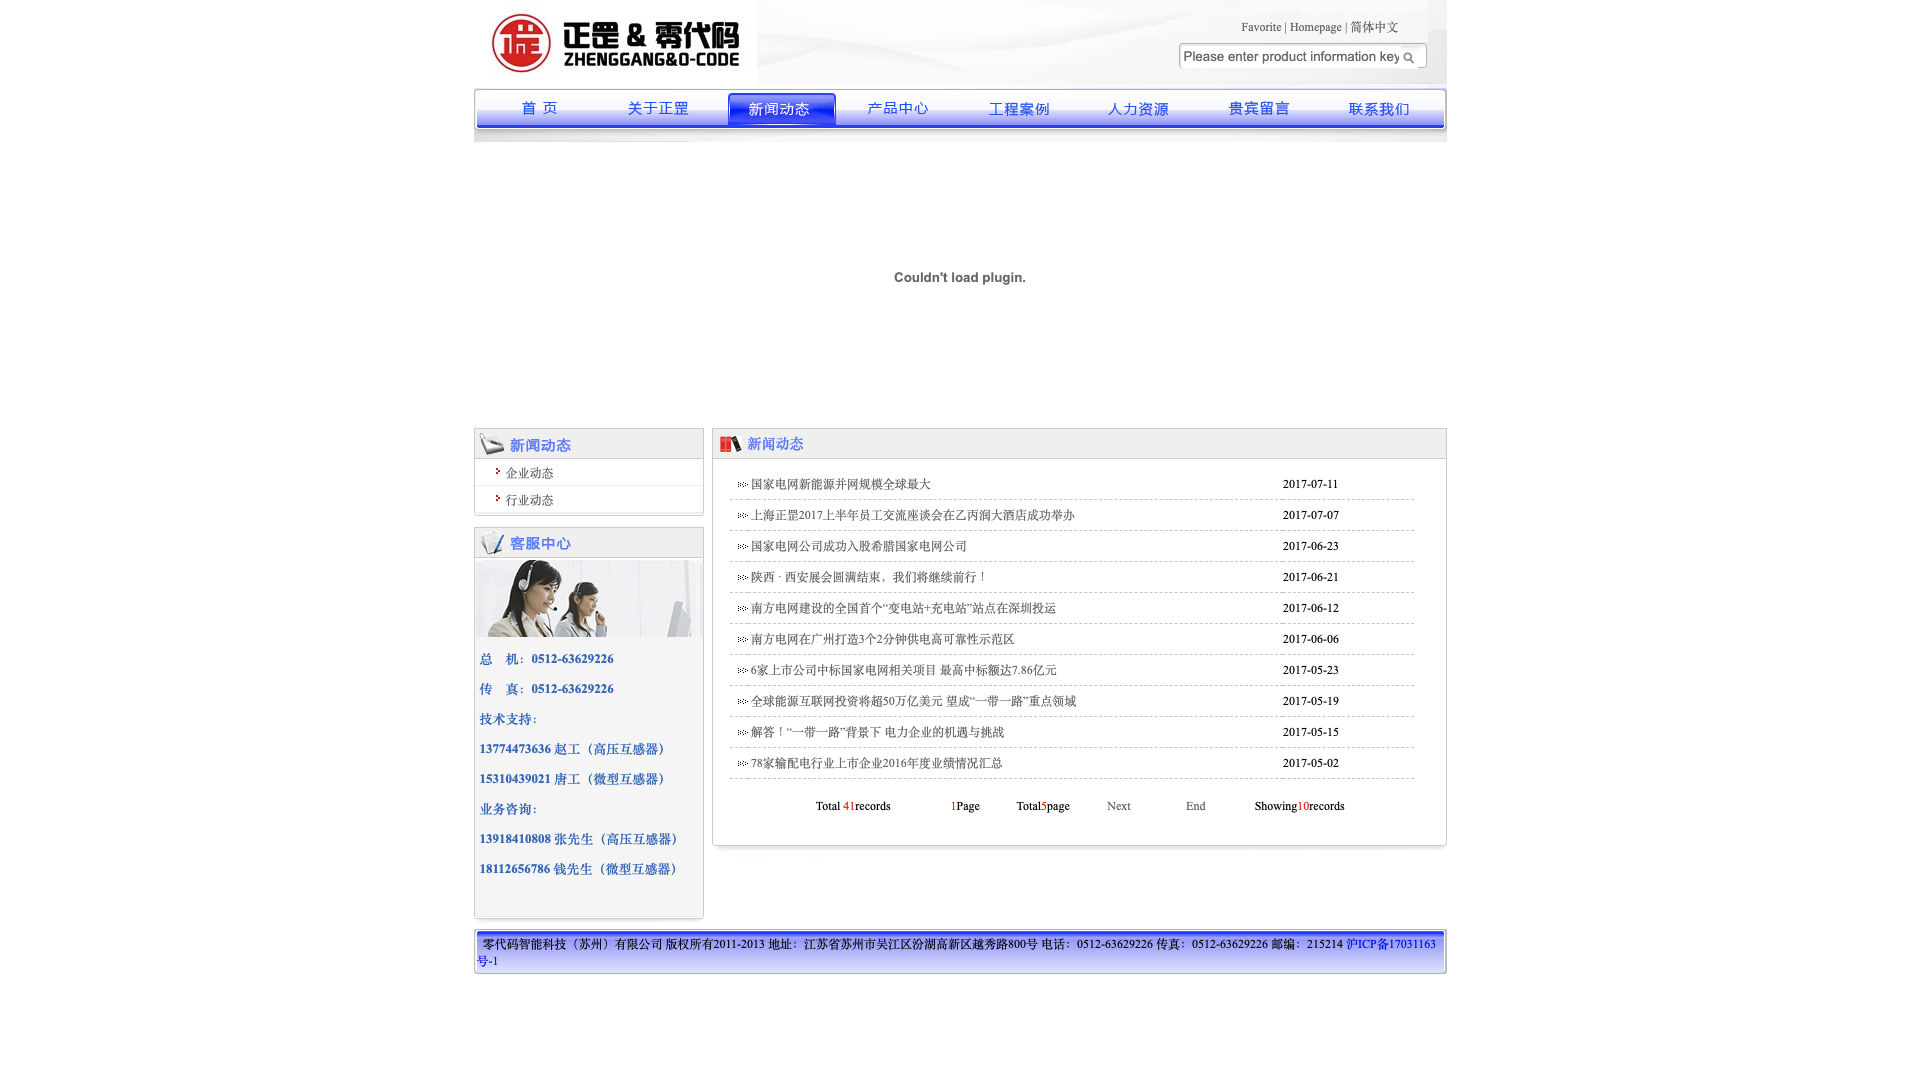 正罡 & 零代码
ZHENGGANG&O-CODE
Favorite | Homepage | 简体中文
Please enter product information key
首 页 关于正罡 新闻动态 产品中心 工程案例 人力资源 贵宾留言 联系我们
Couldn't load plugin.
新闻动态
企业动态
行业动态
客服中心
总 机：0512-63629226
传 真：0512-63629226
技术支持：
13774473636 赵工（高压互感器）
15310439021 唐工（微型互感器）
业务咨询：
13918410808 张先生（高压互感器）
18112656786 钱先生（微型互感器）
新闻动态
国家电网新能源并网规模全球最大 2017-07-11
上海正罡2017上半年员工交流座谈会在乙丙润大酒店成功举办 2017-07-07
国家电网公司成功入股希腊国家电网公司 2017-06-23
陕西 · 西安展会圆满结束，我们将继续前行！ 2017-06-21
南方电网建设的全国首个“变电站+充电站”站点在深圳投运 2017-06-12
南方电网在广州打造3个2分钟供电高可靠性示范区 2017-06-06
6家上市公司中标国家电网相关项目 最高中标额达7.86亿元 2017-05-23
全球能源互联网投资将超50万亿美元 望成“一带一路”重点领域 2017-05-19
解答！“一带一路”背景下 电力企业的机遇与挑战 2017-05-15
78家输配电行业上市企业2016年度业绩情况汇总 2017-05-02
Total 41records 1Page Total5page Next End Showing10records
零代码智能科技（苏州）有限公司 版权所有2011-2013 地址：江苏省苏州市吴江区汾湖高新区越秀路800号 电话：0512-63629226 传真：0512-63629226 邮编：215214 沪ICP备17031163
号-1